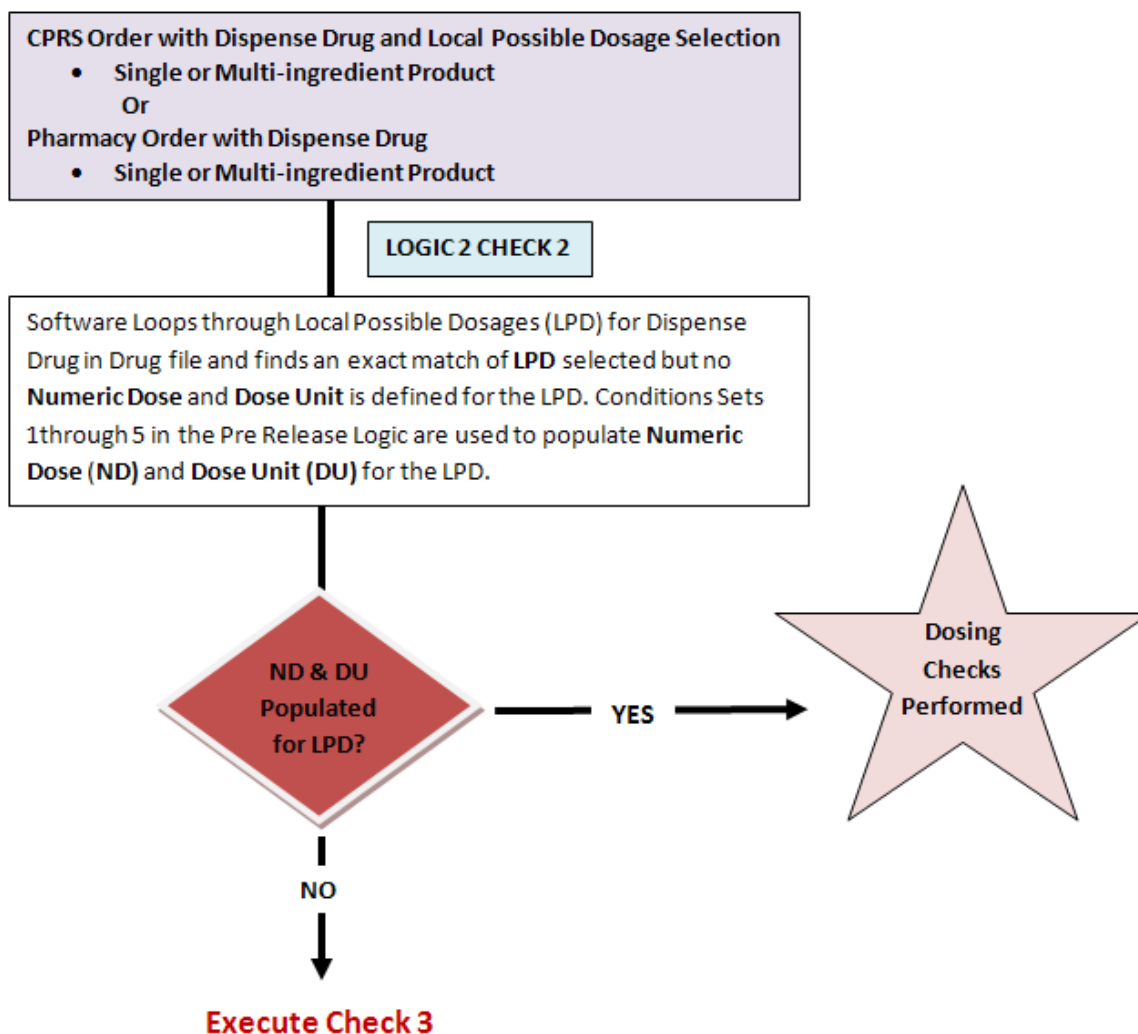 CPRS Order with Dispense Drug and Local Possible Dosage Selection
• Single or Multi-ingredient Product
Or
Pharmacy Order with Dispense Drug
• Single or Multi-ingredient Product
LOGIC 2 CHECK 2
Software Loops through Local Possible Dosages (LPD) for Dispense
Drug in Drug file and finds an exact match of LPD selected but no
Numeric Dose and Dose Unit is defined for the LPD. Conditions Sets
1through 5 in the Pre Release Logic are used to populate Numeric
Dose (ND) and Dose Unit (DU) for the LPD.
ND & DU
Populated
for LPD?
YES
Dosing
Checks
Performed
NO
Execute Check 3